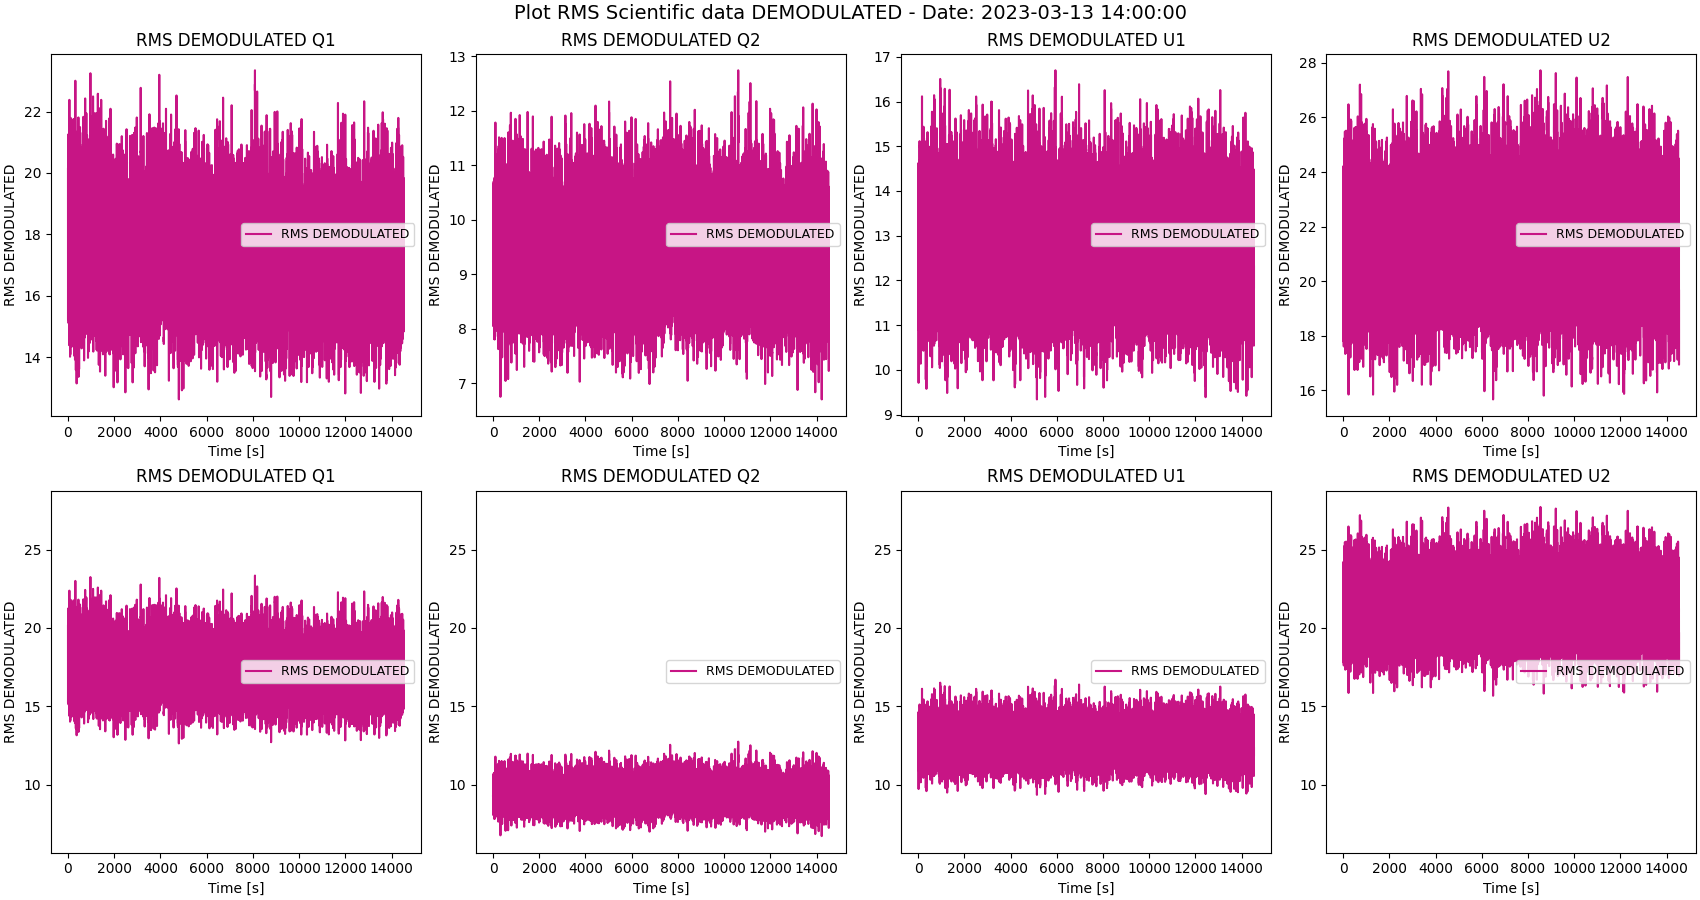 Plot RMS Scientific data DEMODULATED - Date: 2023-03-13 14:00:00
RMS DEMODULATED Q1
RMS DEMODULATED
22
20
18
16
14
RMS DEMODULATED
0 2000 4000 6000 8000 10000 12000 14000
Time [s]
RMS DEMODULATED Q2
RMS DEMODULATED
13
12
11
10
9
8
7
RMS DEMODULATED
0 2000 4000 6000 8000 10000 12000 14000
Time [s]
RMS DEMODULATED U1
RMS DEMODULATED
17
16
15
14
13
12
11
10
9
RMS DEMODULATED
0 2000 4000 6000 8000 10000 12000 14000
Time [s]
RMS DEMODULATED U2
RMS DEMODULATED
28
26
24
22
20
18
16
RMS DEMODULATED
0 2000 4000 6000 8000 10000 12000 14000
Time [s]
RMS DEMODULATED Q1
RMS DEMODULATED
25
20
15
10
RMS DEMODULATED
0 2000 4000 6000 8000 10000 12000 14000
Time [s]
RMS DEMODULATED Q2
RMS DEMODULATED
25
20
15
10
RMS DEMODULATED
0 2000 4000 6000 8000 10000 12000 14000
Time [s]
RMS DEMODULATED U1
RMS DEMODULATED
25
20
15
10
RMS DEMODULATED
0 2000 4000 6000 8000 10000 12000 14000
Time [s]
RMS DEMODULATED U2
RMS DEMODULATED
25
20
15
10
RMS DEMODULATED
0 2000 4000 6000 8000 10000 12000 14000
Time [s]